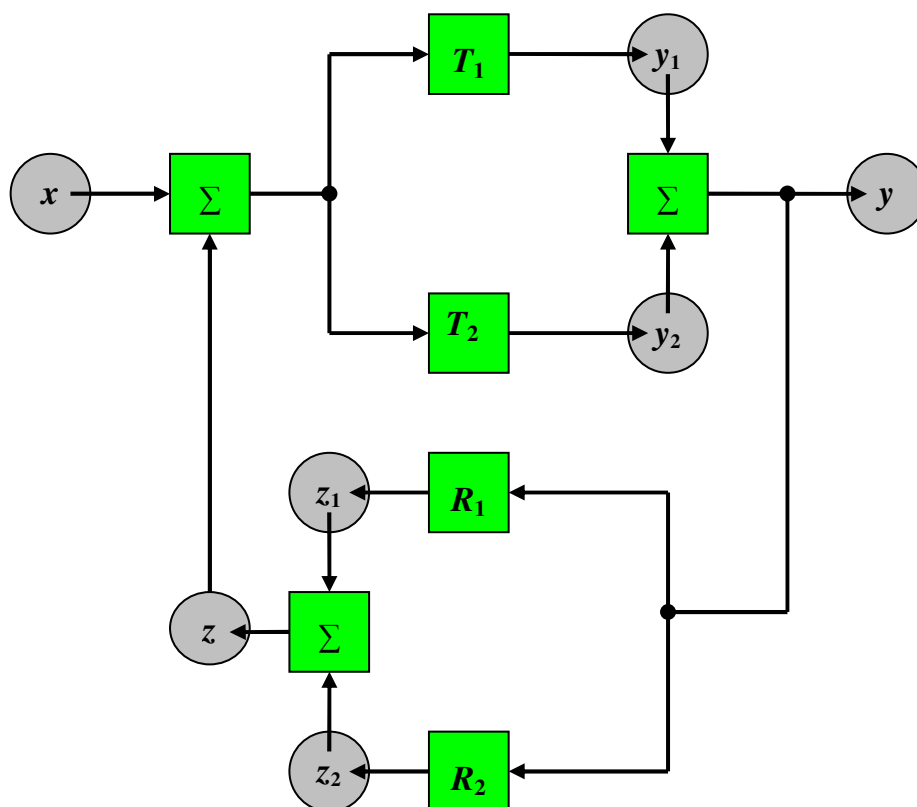 T₁
y₁
x
∑
∑
y
T₂
y₂
z₁
R₁
z
∑
z₂
R₂